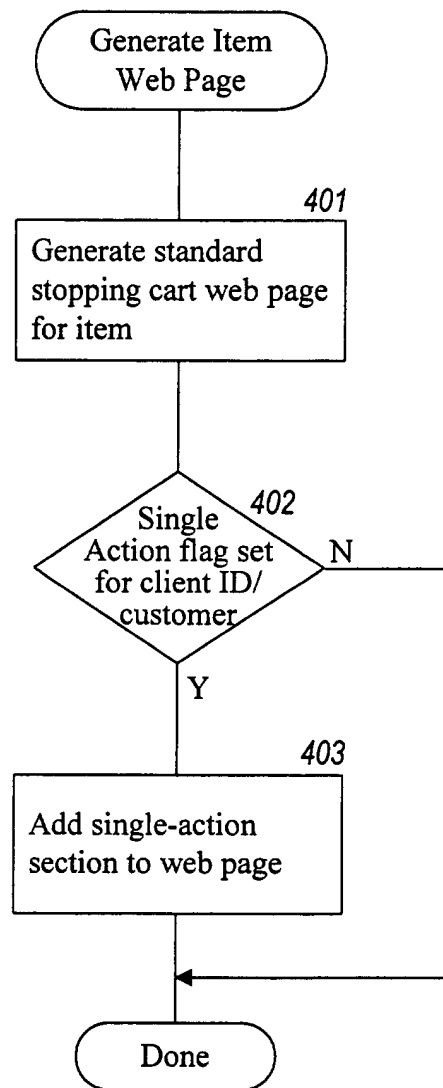 Generate Item
Web Page
401
Generate standard
stopping cart web page
for item
402
Single
Action flag set
for client ID/
customer
N
Y
403
Add single-action
section to web page
Done